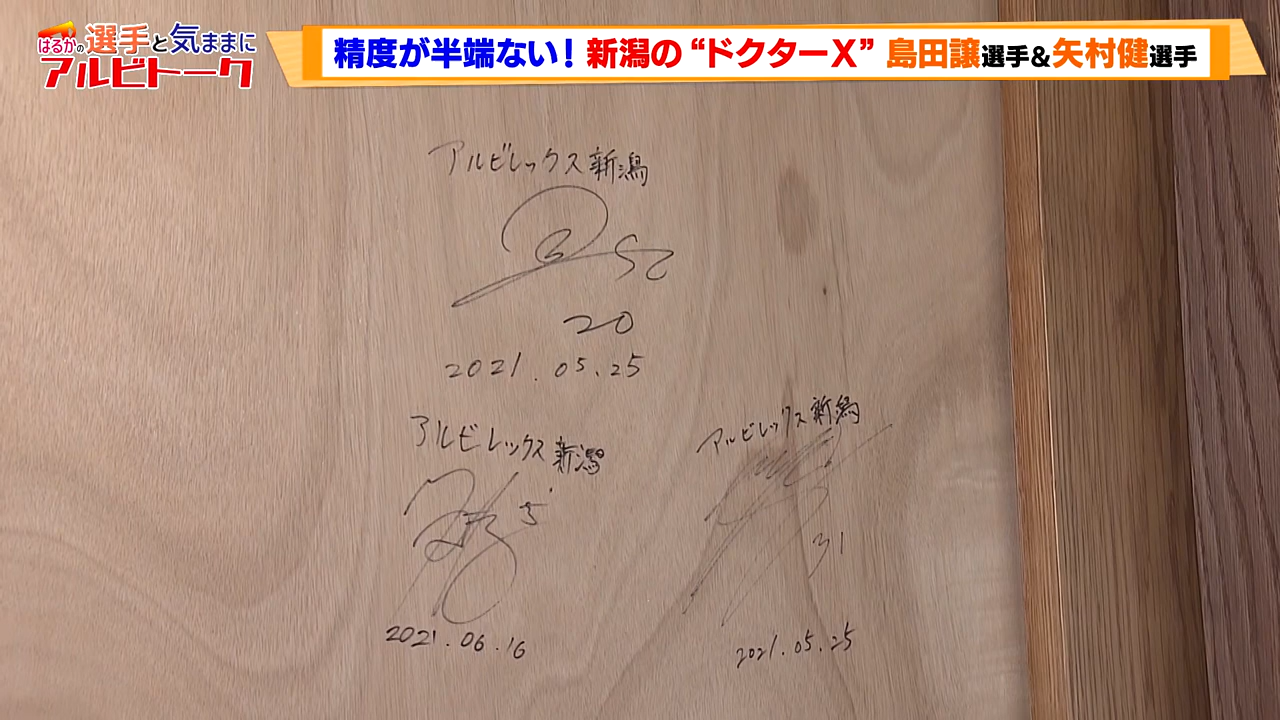 はるかの選手と気ままに
アルビトーク
精度が半端ない！新潟の“ドクターX” 島田譲選手＆矢村健選手
アルビレックス新潟
20
2021.05.25
アルビレックス新潟
5
2021.06.16
アルビレックス新潟
31
2021.05.25